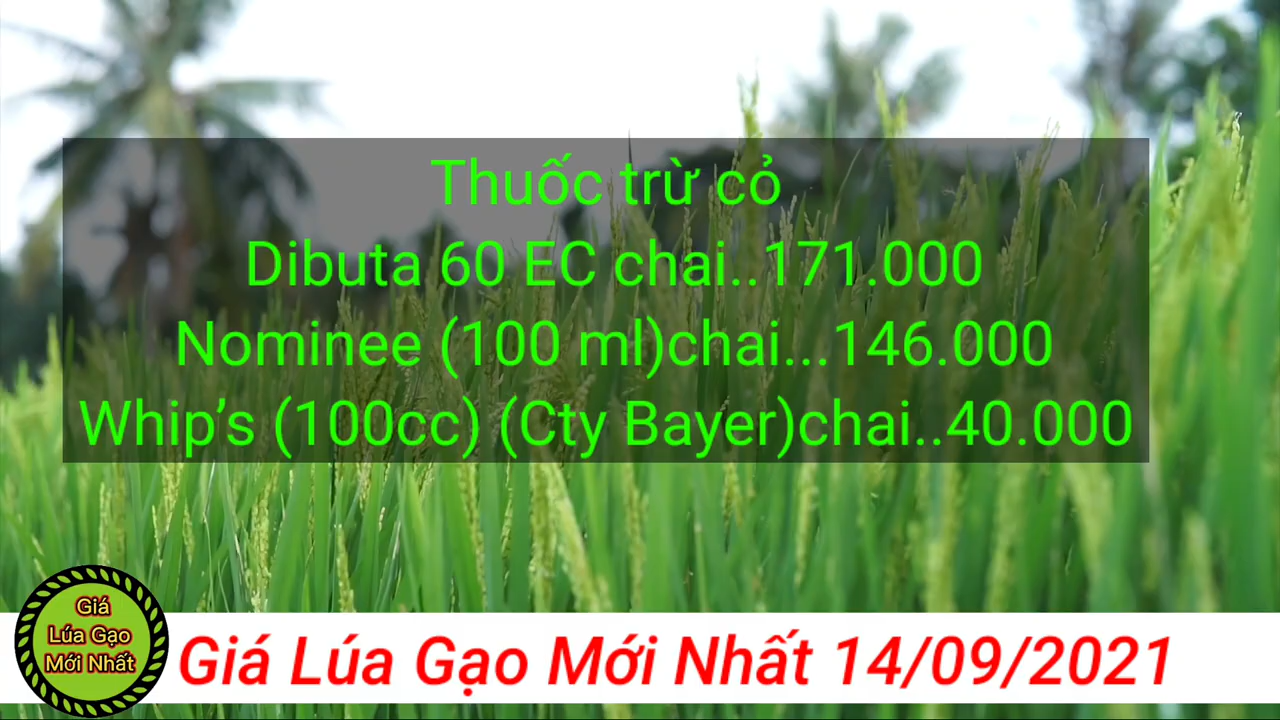 Thuốc trừ cỏ
Dibuta 60 EC chai..171.000
Nominee (100 ml)chai...146.000
Whip’s (100cc) (Cty Bayer)chai..40.000
Giá
Lúa Gạo
Mới Nhất
Giá Lúa Gạo Mới Nhất 14/09/2021